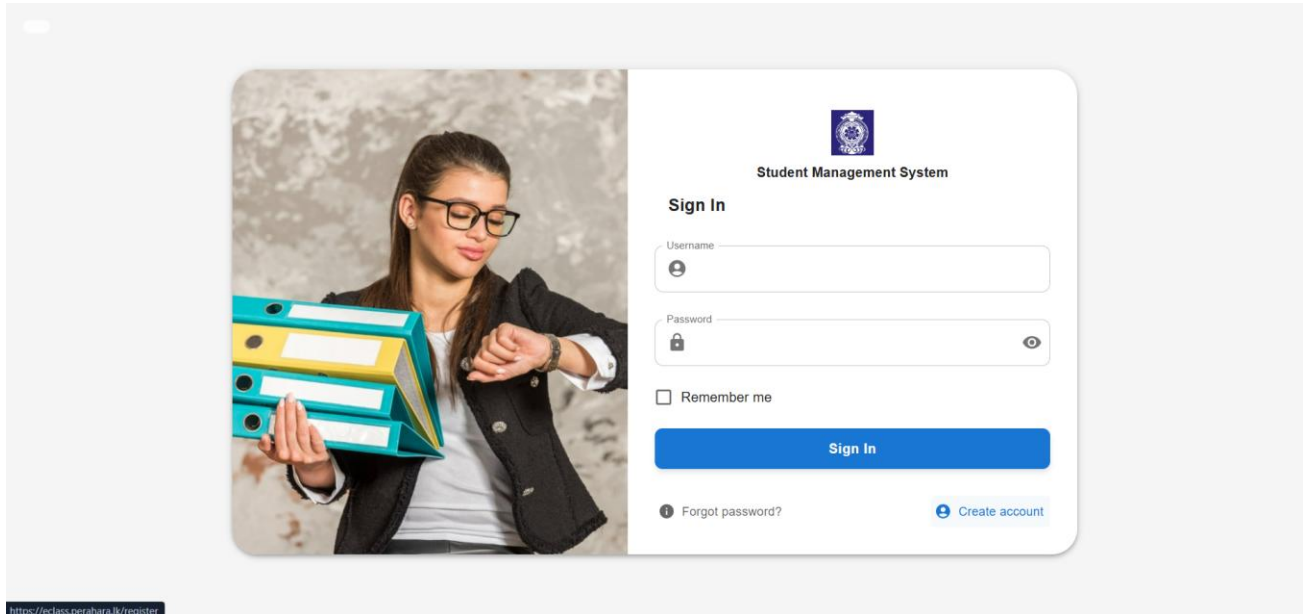 Student Management System
Sign In
Username
Password
Remember me
Sign In
Forgot password?
Create account
https://eclass.perahara.lk/register